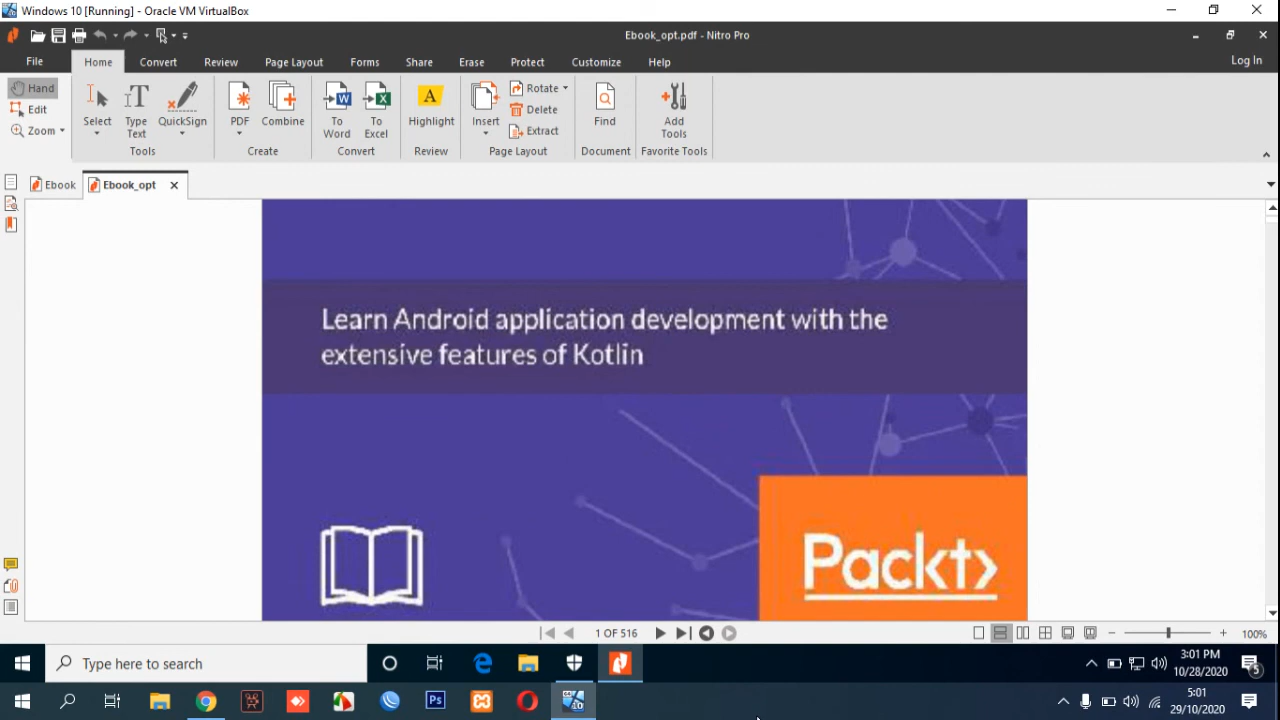 Windows 10 [Running] - Oracle VM VirtualBox
Ebook_opt.pdf - Nitro Pro
File
Home
Convert
Review
Page Layout
Forms
Share
Erase
Protect
Customize
Help
Log In
Hand
Edit
Zoom
Select
Type
Text
QuickSign
Tools
PDF
Combine
Create
To
Word
To
Excel
Convert
Highlight
Review
Insert
Rotate
Delete
Extract
Page Layout
Find
Document
Add
Tools
Favorite Tools
Ebook
Ebook_opt
Learn Android application development with the
extensive features of Kotlin
Packt>
1 OF 516
100%
Type here to search
3:01 PM
10/28/2020
5
Ps
5:01
29/10/2020